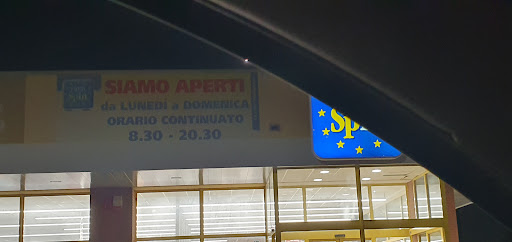 SIAMO APERTI
da LUNEDÌ a DOMENICA
ORARIO CONTINUATO
8.30 - 20.30